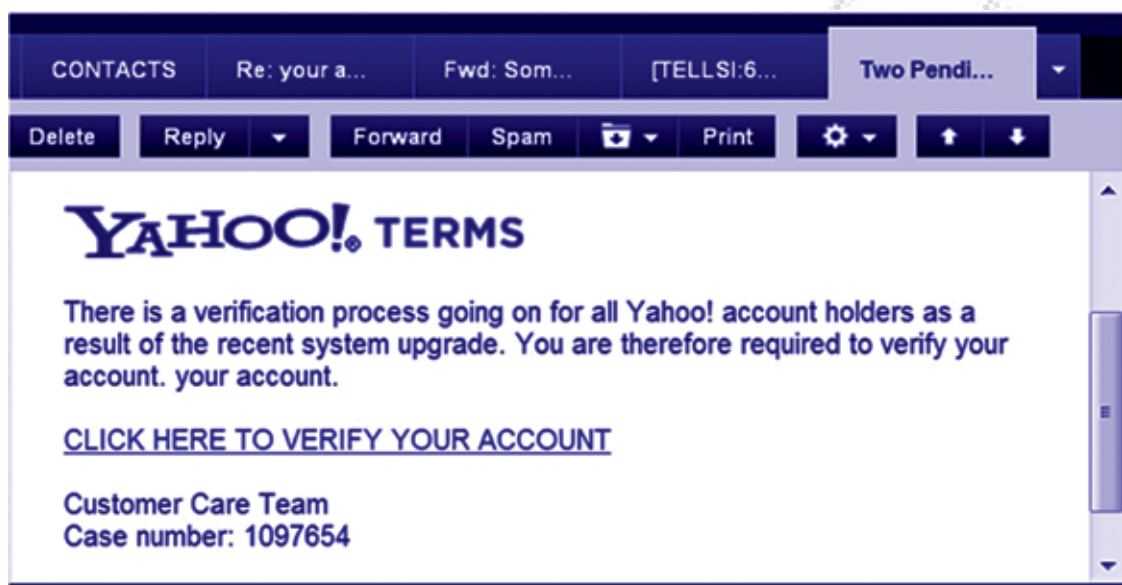 CONTACTS Re: your a... Fwd: Som... [TELLSI:6... Two Pendi...
Delete Reply Forward Spam Print
YAHOO!® TERMS
There is a verification process going on for all Yahoo! account holders as a
result of the recent system upgrade. You are therefore required to verify your
account. your account.
CLICK HERE TO VERIFY YOUR ACCOUNT
Customer Care Team
Case number: 1097654